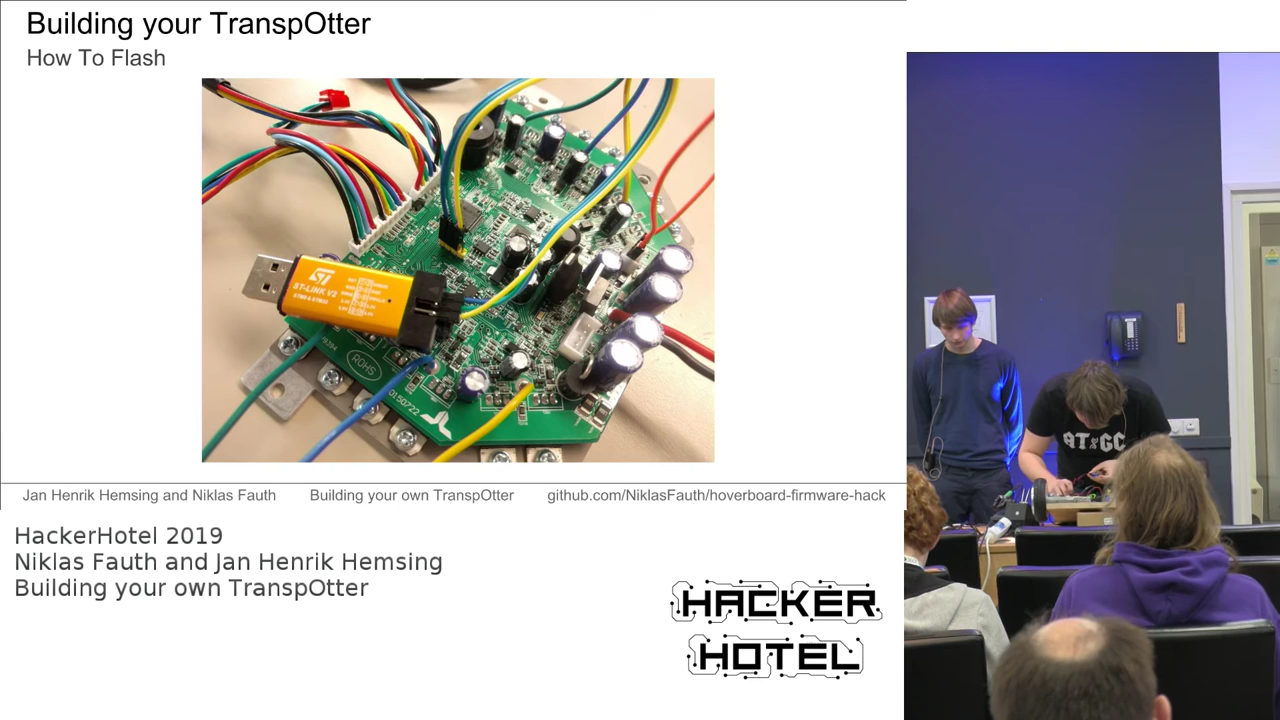 Building your TranspOtter
How To Flash
ST-LINK V2
ROHS
0150722
Jan Henrik Hemsing and Niklas Fauth
Building your own TranspOtter
github.com/NiklasFauth/hoverboard-firmware-hack
HackerHotel 2019
Niklas Fauth and Jan Henrik Hemsing
Building your own TranspOtter
HACKER
HOTEL